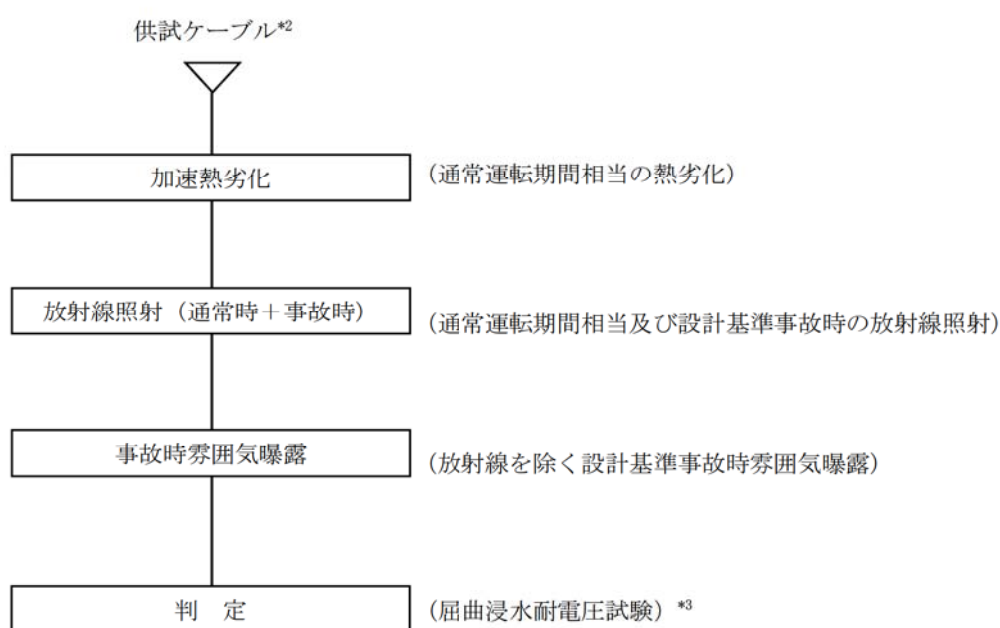 供試ケーブル*2
加速熱劣化
(通常運転期間相当の熱劣化)
放射線照射(通常時+事故時)
(通常運転期間相当及び設計基準事故時の放射線照射)
事故時雰囲気曝露
(放射線を除く設計基準事故時雰囲気曝露)
判 定
(屈曲浸水耐電圧試験)*3